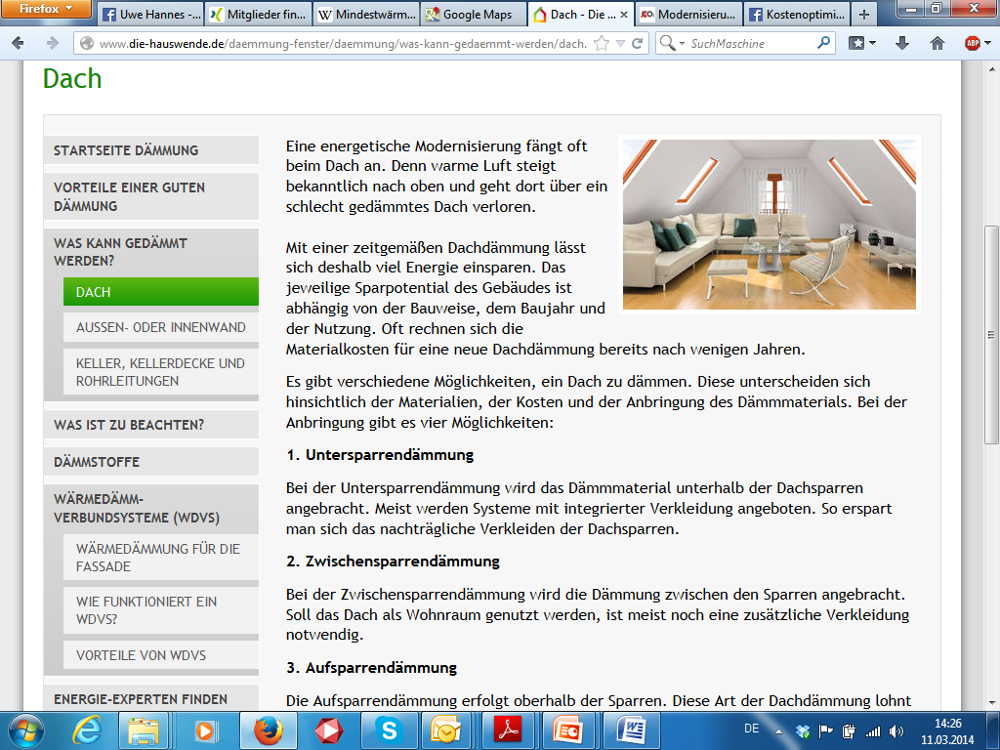 Firefox
Uwe Hannes -...
Mitglieder fin...
Mindestwärm...
Google Maps
Dach - Die ...
Modernisieru...
Kostenoptimi...
www.die-hauswende.de/daemmung-fenster/daemmung/was-kann-gedaemmt-werden/dach.
SuchMaschine
ABP
Dach
STARTSEITE DÄMMUNG
VORTEILE EINER GUTEN
DÄMMUNG
WAS KANN GEDÄMMT
WERDEN?
DACH
AUSSEN- ODER INNENWAND
KELLER, KELLERDECKE UND
ROHRLEITUNGEN
WAS IST ZU BEACHTEN?
DÄMMSTOFFE
WÄRMEDÄMM-
VERBUNDSYSTEME (WDVS)
WÄRMEDÄMMUNG FÜR DIE
FASSADE
WIE FUNKTIONIERT EIN
WDVS?
VORTEILE VON WDVS
ENERGIE-EXPERTEN FINDEN
Eine energetische Modernisierung fängt oft
beim Dach an. Denn warme Luft steigt
bekanntlich nach oben und geht dort über ein
schlecht gedämmtes Dach verloren.
Mit einer zeitgemäßen Dachdämmung lässt
sich deshalb viel Energie einsparen. Das
jeweilige Sparpotential des Gebäudes ist
abhängig von der Bauweise, dem Baujahr und
der Nutzung. Oft rechnen sich die
Materialkosten für eine neue Dachdämmung bereits nach wenigen Jahren.
Es gibt verschiedene Möglichkeiten, ein Dach zu dämmen. Diese unterscheiden sich
hinsichtlich der Materialien, der Kosten und der Anbringung des Dämmmaterials. Bei der
Anbringung gibt es vier Möglichkeiten:
1. Untersparrendämmung
Bei der Untersparrendämmung wird das Dämmmaterial unterhalb der Dachsparren
angebracht. Meist werden Systeme mit integrierter Verkleidung angeboten. So erspart
man sich das nachträgliche Verkleiden der Dachsparren.
2. Zwischensparrendämmung
Bei der Zwischensparrendämmung wird die Dämmung zwischen den Sparren angebracht.
Soll das Dach als Wohnraum genutzt werden, ist meist noch eine zusätzliche Verkleidung
notwendig.
3. Aufsparrendämmung
Die Aufsparrendämmung erfolgt oberhalb der Sparren. Diese Art der Dachdämmung lohnt
DE
14:26
11.03.2014